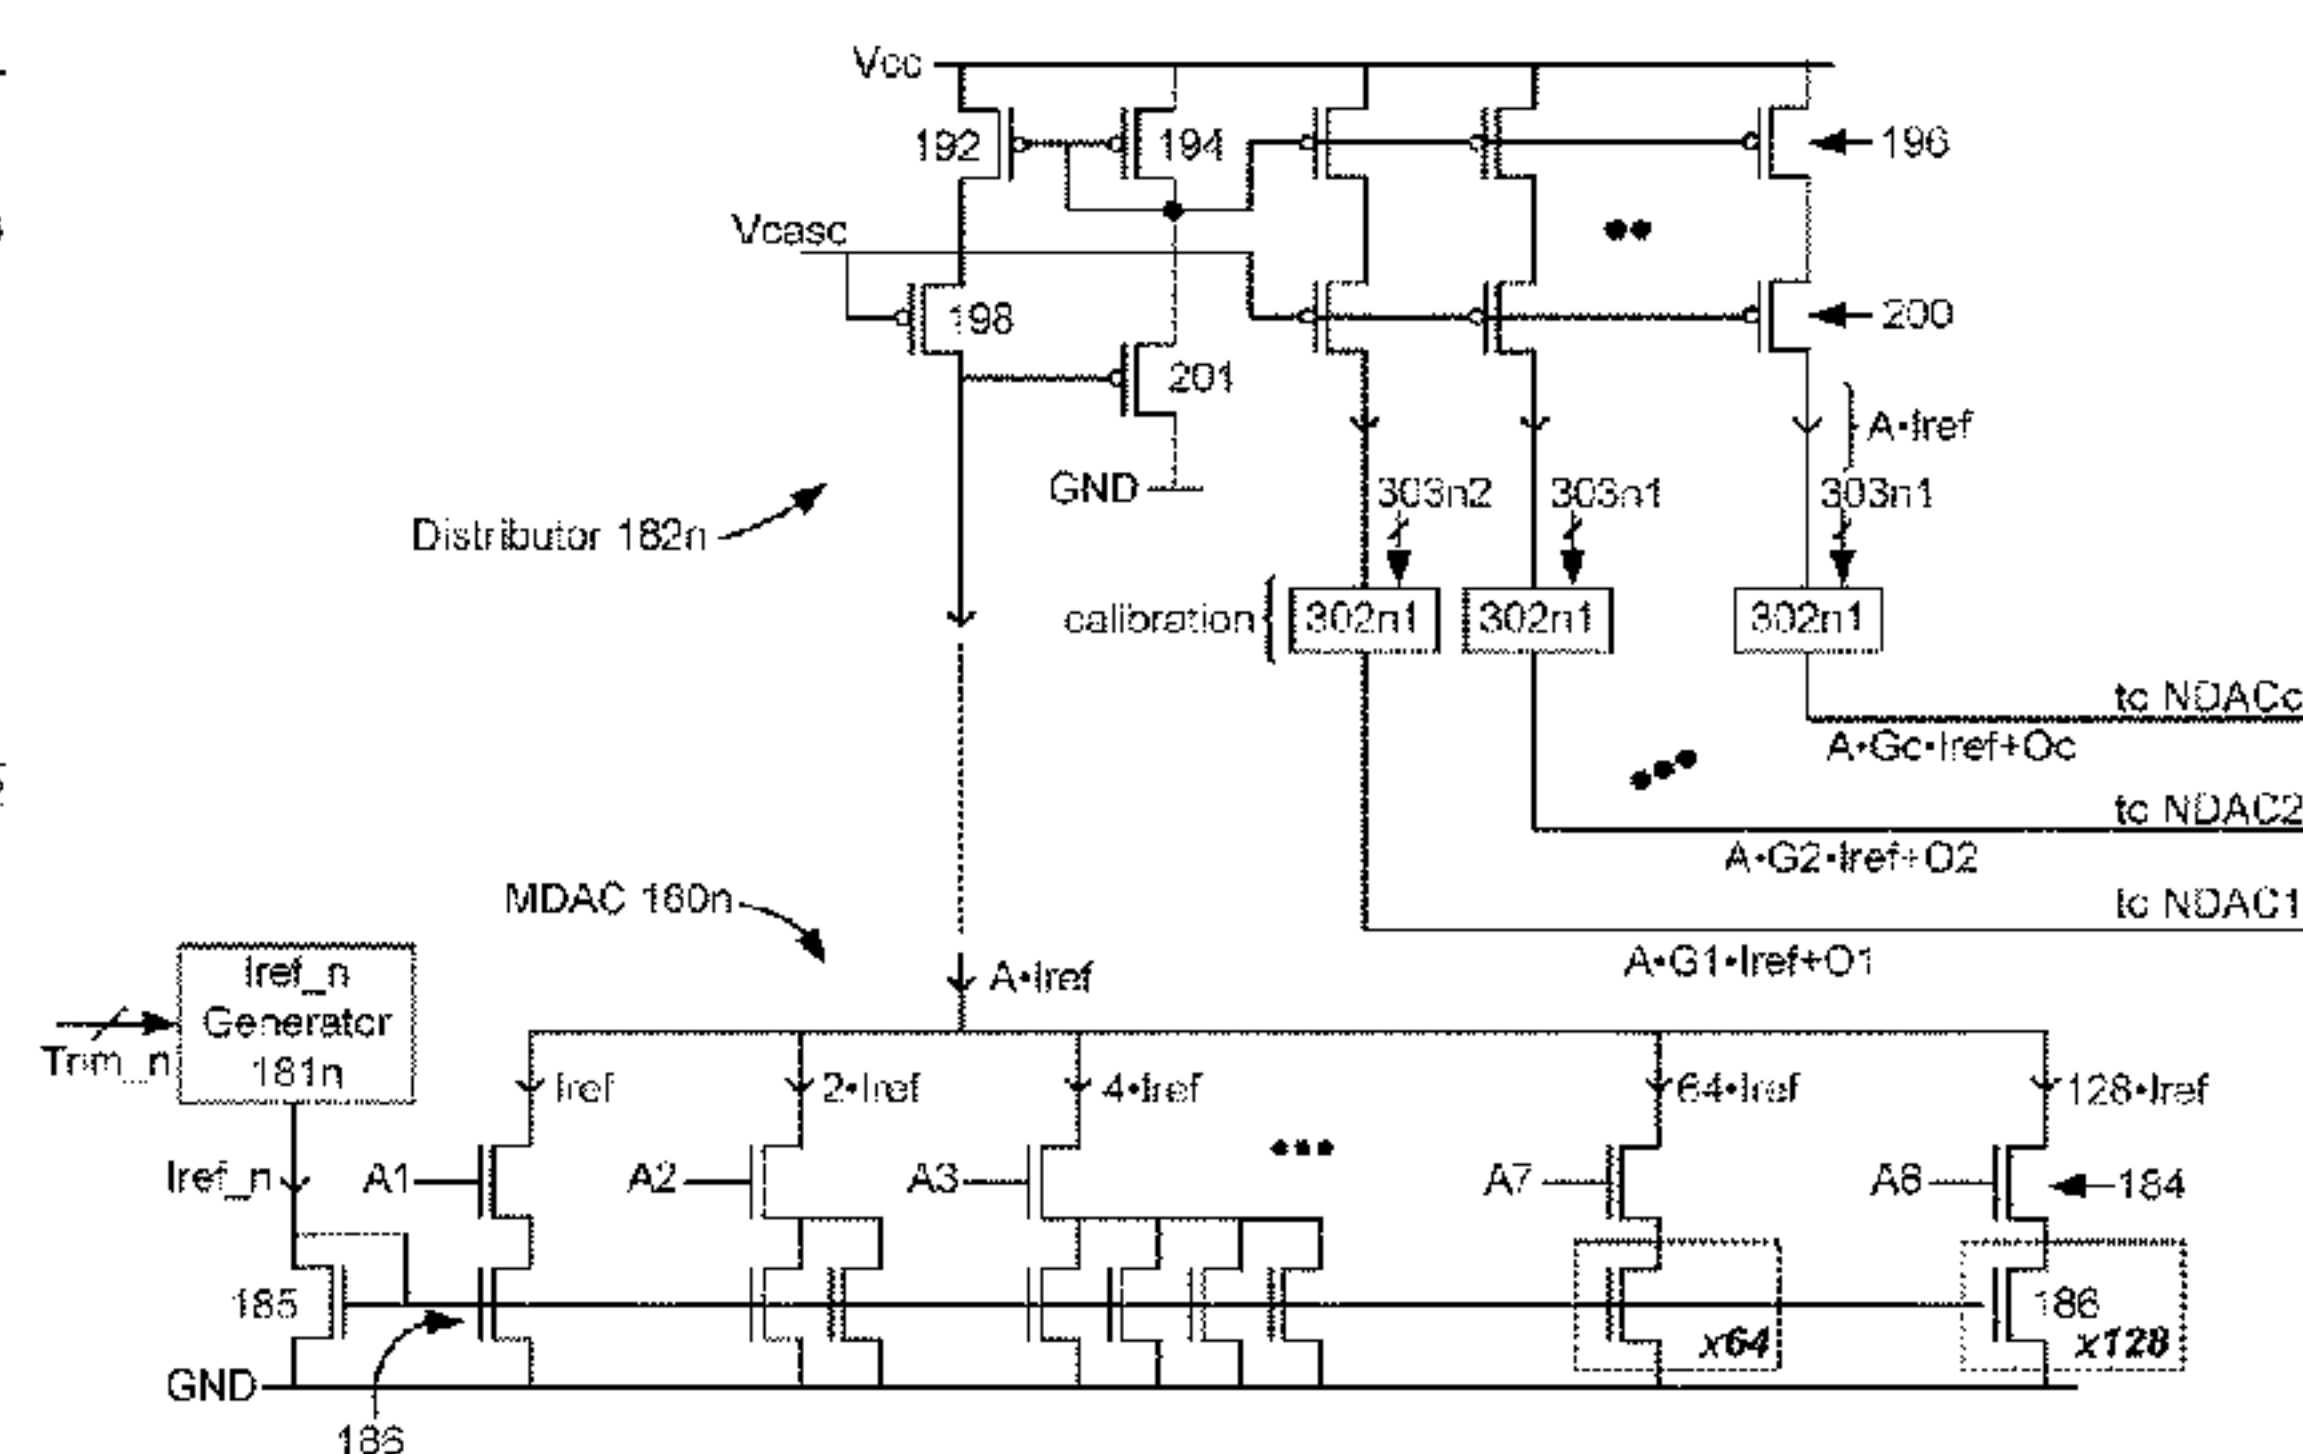 Vcc
192
194
196
Vcasc
198
200
201
A•Iref
GND
303n2
303n1
303n1
Distributor 182n
calibration
302n1
302n1
302n1
to NDACc
A•Gc•Iref+Oc
to NDAC2
A•G2•Iref+O2
MDAC 160n
to NDAC1
A•G1•Iref+O1
Iref_n
Generator
181n
Trim_n
A•Iref
Iref
2•Iref
4•Iref
64•Iref
128•Iref
Iref_n
A1
A2
A3
A7
A8
184
185
186
x64
x128
GND
186